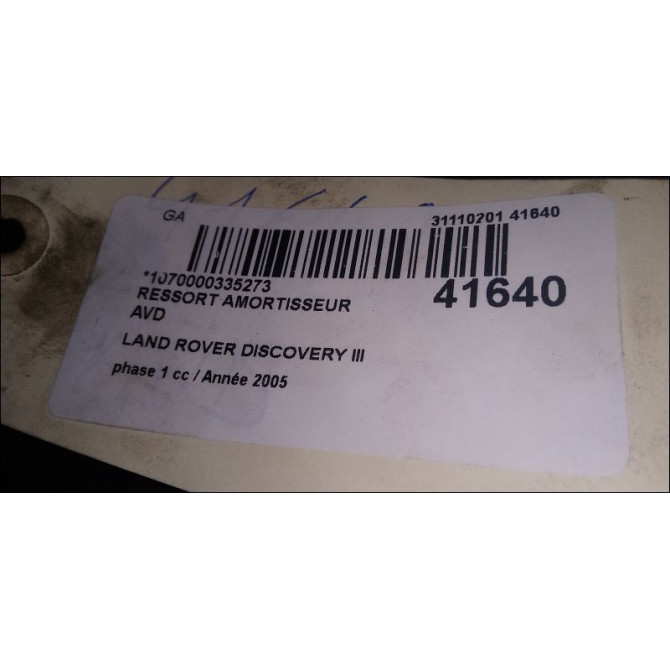 GA
31110201 41640
*1070000335273
41640
RESSORT AMORTISSEUR
AVD
LAND ROVER DISCOVERY III
phase 1 cc / Année 2005